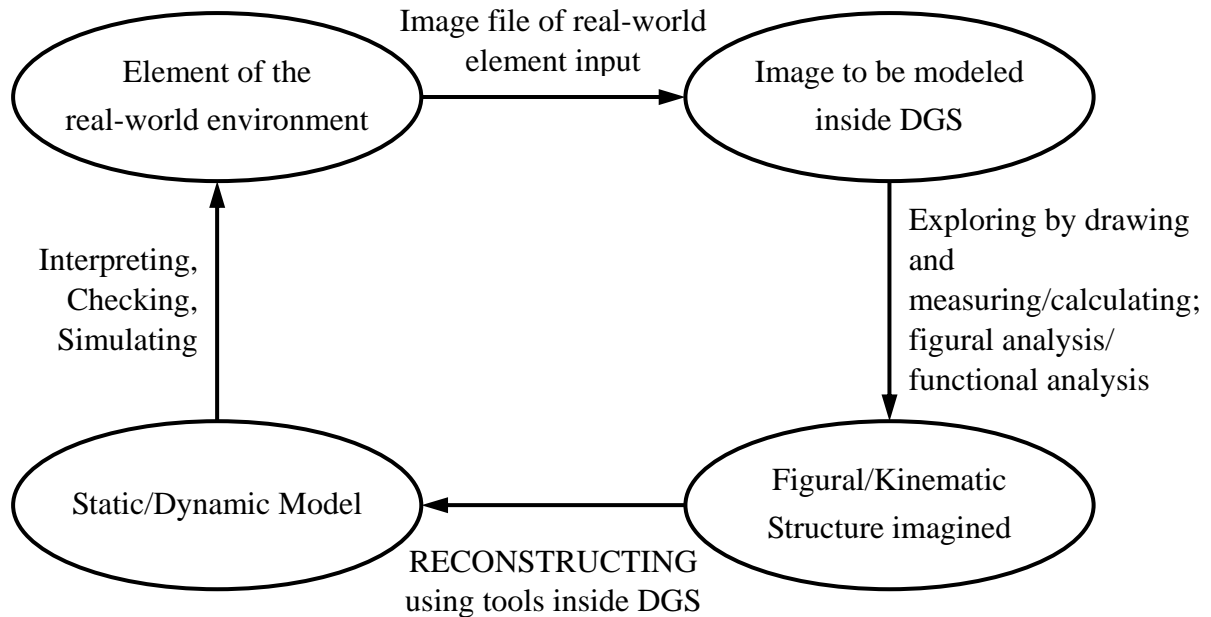 Element of the
real-world environment
Image file of real-world
element input
Image to be modeled
inside DGS
Exploring by drawing
and
measuring/calculating;
figural analysis/
functional analysis
Figural/Kinematic
Structure imagined
RECONSTRUCTING
using tools inside DGS
Static/Dynamic Model
Interpreting,
Checking,
Simulating